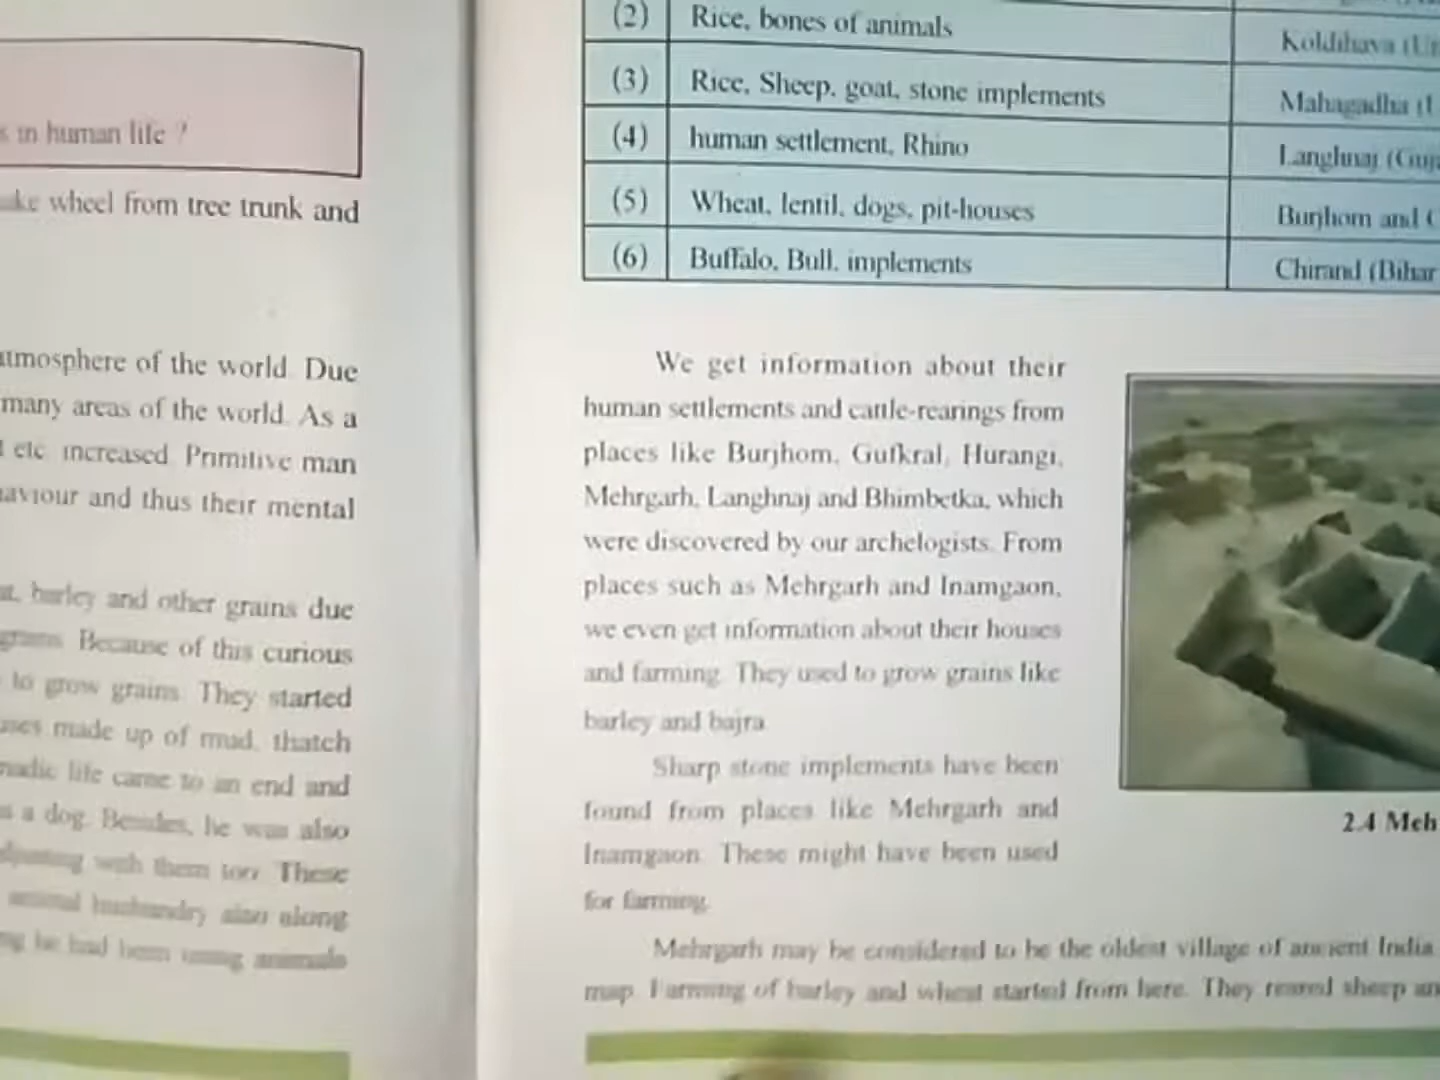 in human life ?
wheel from tree trunk and
atmosphere of the world. Due
many areas of the world. As a
etc. increased. Primitive man
and thus their mental
barley and other grains due
Because of this curious
to grow grains. They started
made up of mud, thatch
life came to an end and
a dog. Besides, he was also
with them too. These
animal husbandry also along
he had been using animals
(2) Rice, bones of animals Koldihava
(3) Rice, Sheep, goat, stone implements Mahagadha
(4) human settlement, Rhino Langhnaj
(5) Wheat, lentil, dogs, pit-houses Burjhom and
(6) Buffalo, Bull, implements Chirand (Bihar
We get information about their
human settlements and cattle-rearings from
places like Burjhom, Gufkral, Hurangi,
Mehrgarh, Langhnaj and Bhimbetka, which
were discovered by our archelogists. From
places such as Mehrgarh and Inamgaon,
we even get information about their houses
and farming. They used to grow grains like
barley and bajra.
Sharp stone implements have been
found from places like Mehrgarh and
Inamgaon. These might have been used
for farming.
2.4 Meh
Mehrgarh may be considered to be the oldest village of ancient India
map. Farming of barley and wheat started from here. They reared sheep